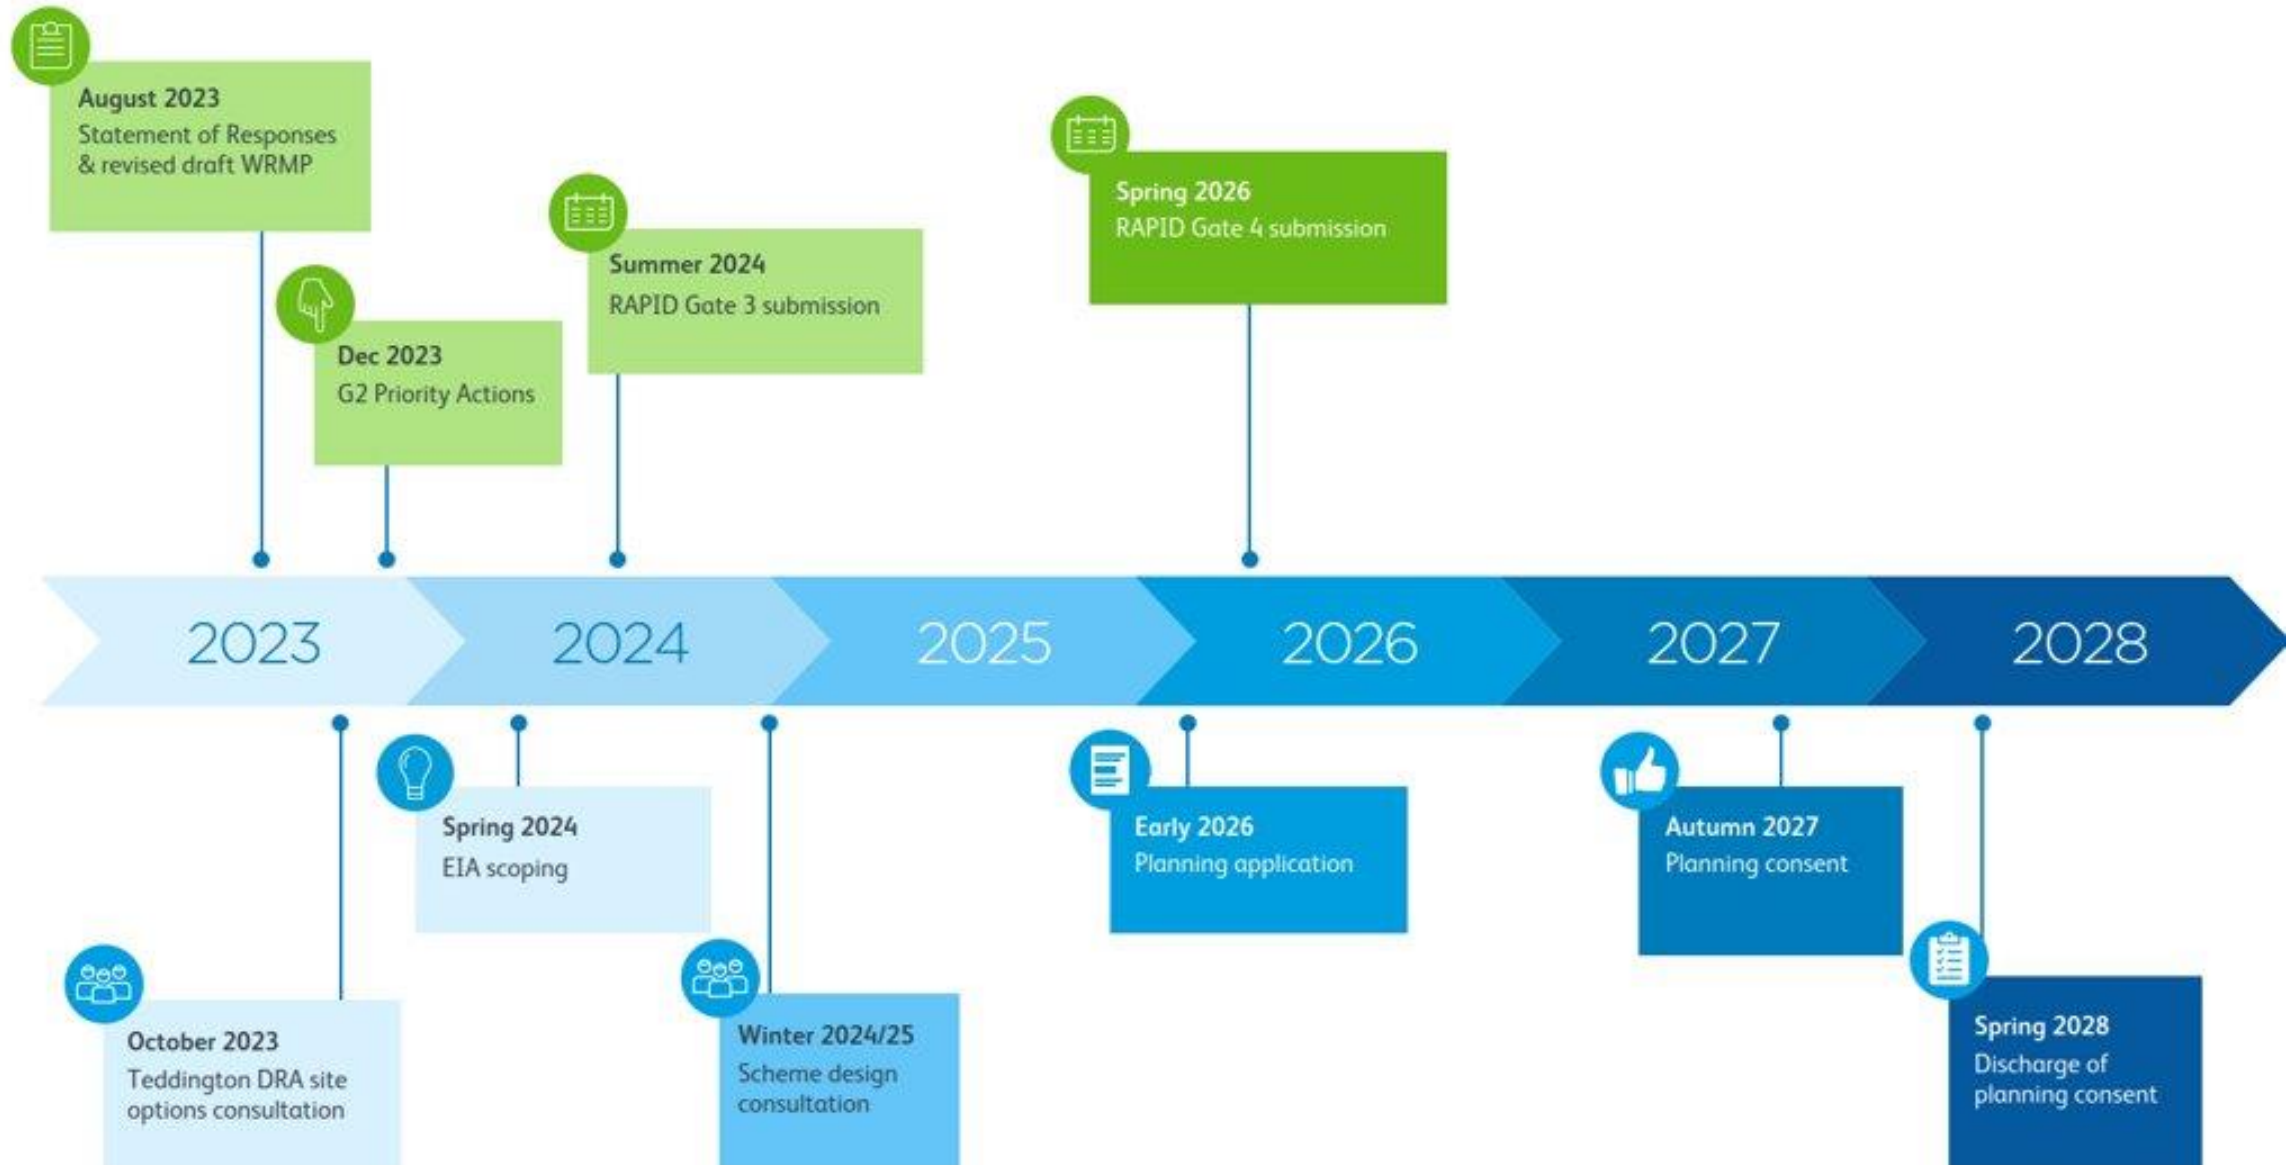 August 2023
Statement of Responses
& revised draft WRMP
Dec 2023
G2 Priority Actions
Summer 2024
RAPID Gate 3 submission
Spring 2026
RAPID Gate 4 submission
2023
2024
2025
2026
2027
2028
October 2023
Teddington DRA site
options consultation
Spring 2024
EIA scoping
Winter 2024/25
Scheme design
consultation
Early 2026
Planning application
Autumn 2027
Planning consent
Spring 2028
Discharge of
planning consent